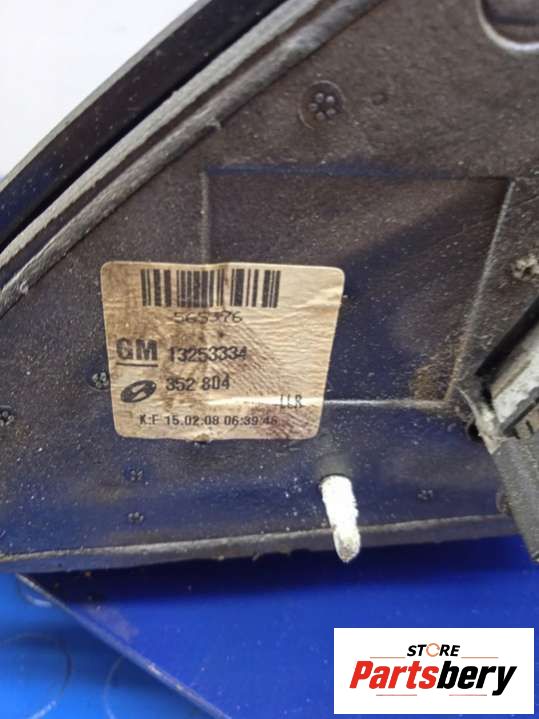 565376
GM 13253334
352 804
LLR
K:F 15.02.08 06:39:46
STORE
Partsbery